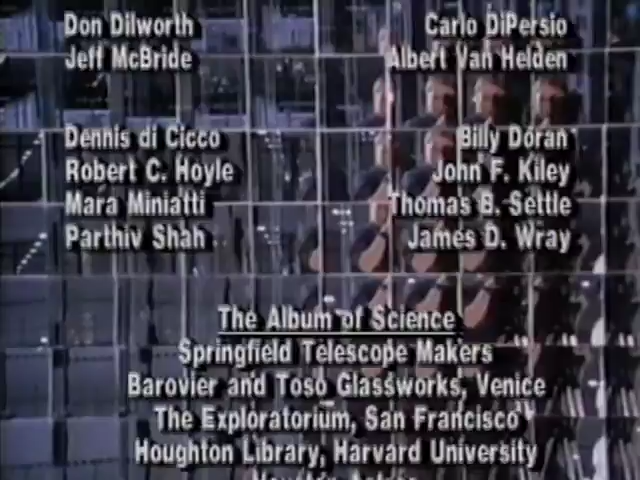 Don Dilworth Carlo DiPersio
Jeff McBride Albert Van Helden
Dennis di Cicco Billy Doran
Robert C. Hoyle John F. Kiley
Mara Miniatti Thomas B. Settle
Parthiv Shah James D. Wray
The Album of Science
Springfield Telescope Makers
Barovier and Toso Glassworks, Venice
The Exploratorium, San Francisco
Houghton Library, Harvard University